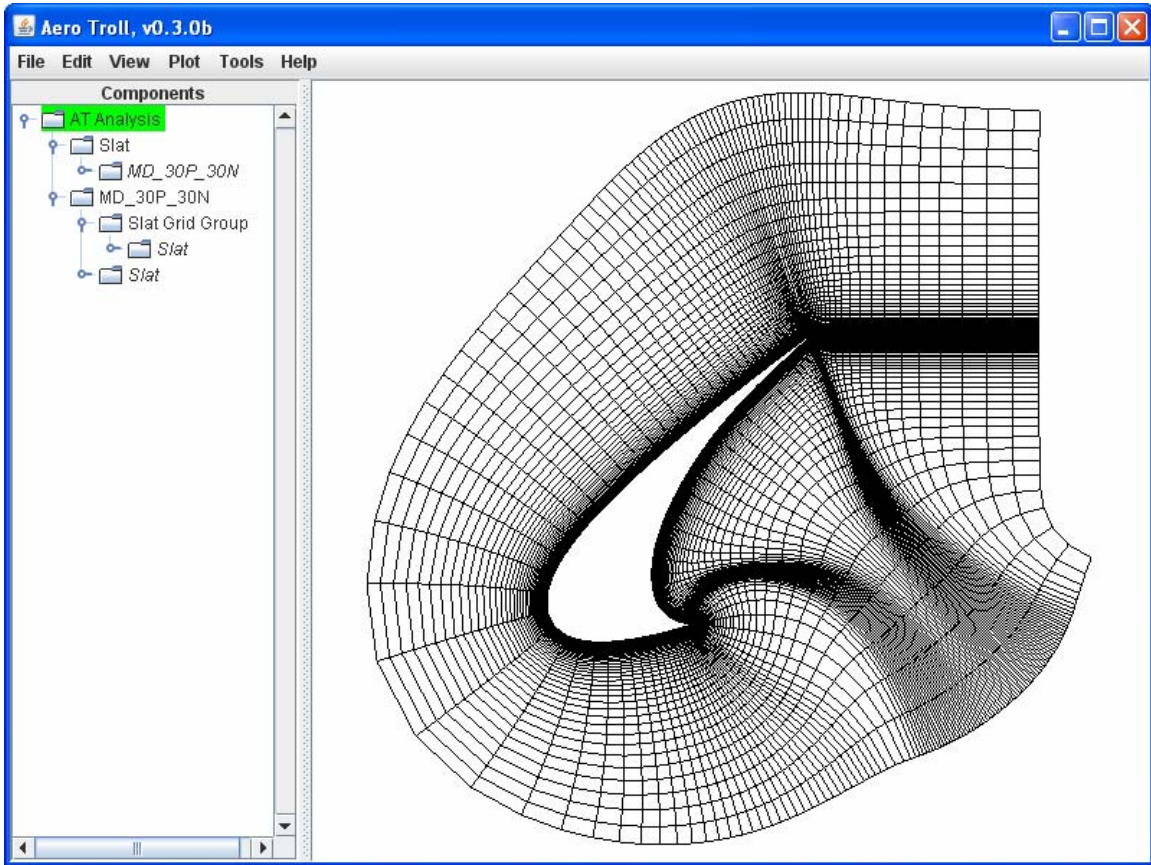 Aero Troll, v0.3.0b
File Edit View Plot Tools Help
Components
AT Analysis
Slat
MD_30P_30N
MD_30P_30N
Slat Grid Group
Slat
Slat